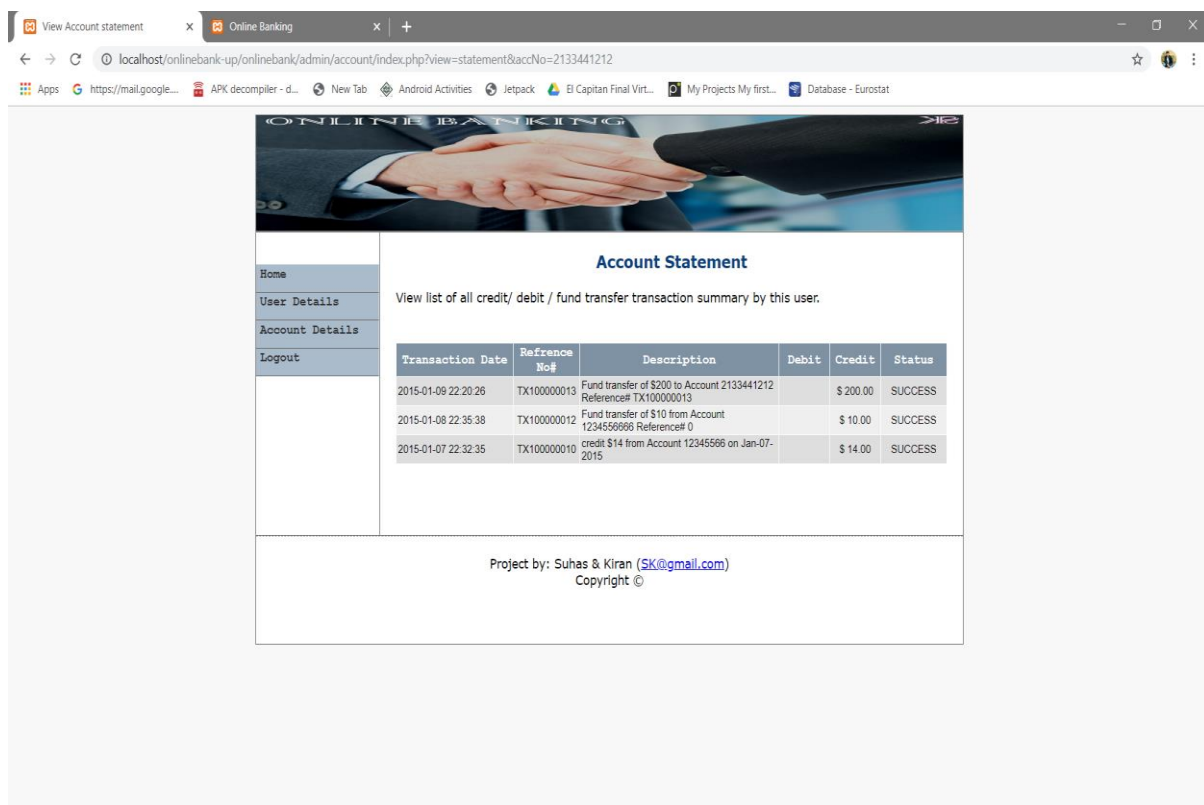 View Account statement
Online Banking
localhost/onlinebank-up/onlinebank/admin/account/index.php?view=statement&accNo=2133441212
Apps https://mail.google.... APK decompiler - d... New Tab Android Activities Jetpack El Capitan Final Virt... My Projects My first... Database - Eurostat
ONLINE BANKING
Home
User Details
Account Details
Logout
Account Statement
View list of all credit/ debit / fund transfer transaction summary by this user.
Transaction Date Refrence No# Description Debit Credit Status
2015-01-09 22:20:26 TX100000013 Fund transfer of $200 to Account 2133441212 Reference# TX100000013 $ 200.00 SUCCESS
2015-01-08 22:35:38 TX100000012 Fund transfer of $10 from Account 1234556666 Reference# 0 $ 10.00 SUCCESS
2015-01-07 22:32:35 TX100000010 credit $14 from Account 12345566 on Jan-07-2015 $ 14.00 SUCCESS
Project by: Suhas & Kiran (SK@gmail.com)
Copyright ©